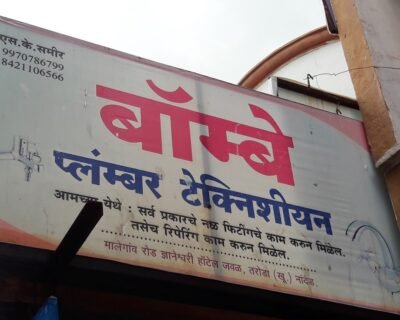 एस.के.समीर
9970786799
8421106566
बॉम्बे
प्लंम्बर टेक्निशीयन
आमच्या येथे : सर्व प्रकारचे नळ फिटींगचे काम करुन मिळेल.
तसेच रिपेरिंग काम करुन मिळेल.
मालेगांव रोड ज्ञानेश्वरी हॉटेल जवळ, तरोडा (खू.) नांदेड.